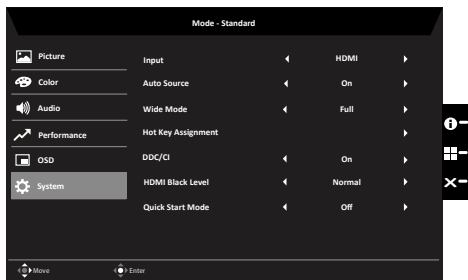 Mode - Standard
Picture
Color
Audio
Performance
OSD
System
Input HDMI
Auto Source On
Wide Mode Full
Hot Key Assignment
DDC/CI On
HDMI Black Level Normal
Quick Start Mode Off
Move Enter